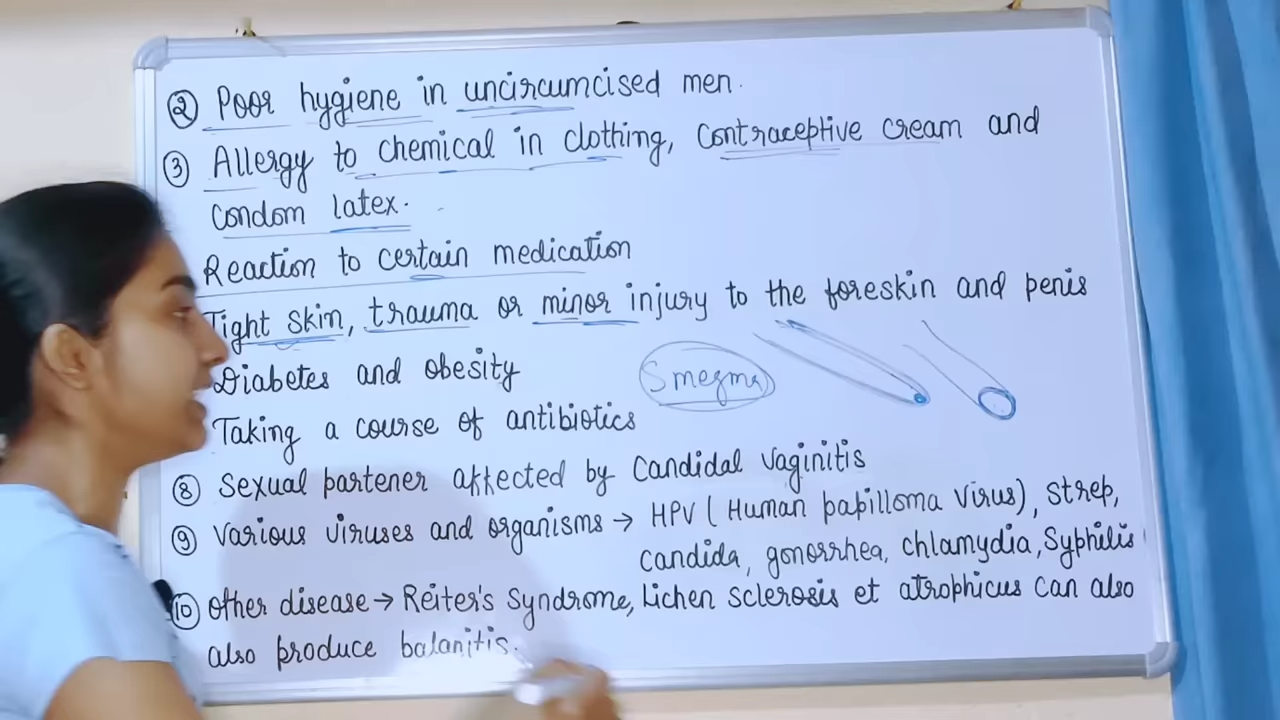 ② Poor hygiene in uncircumcised men.
③ Allergy to chemical in clothing, Contraceptive cream and
condom latex.
Reaction to certain medication
Tight skin, trauma or minor injury to the foreskin and penis
Diabetes and obesity
Smegma
Taking a course of antibiotics
⑧ Sexual partener affected by Candidal vaginitis
⑨ Various viruses and organisms → HPV (Human papilloma Virus), Strep,
candida, gonorrhea, chlamydia, Syphilis
⑩ Other disease → Reiter's Syndrome, Lichen sclerosis et atrophicus can also
also produce balanitis.